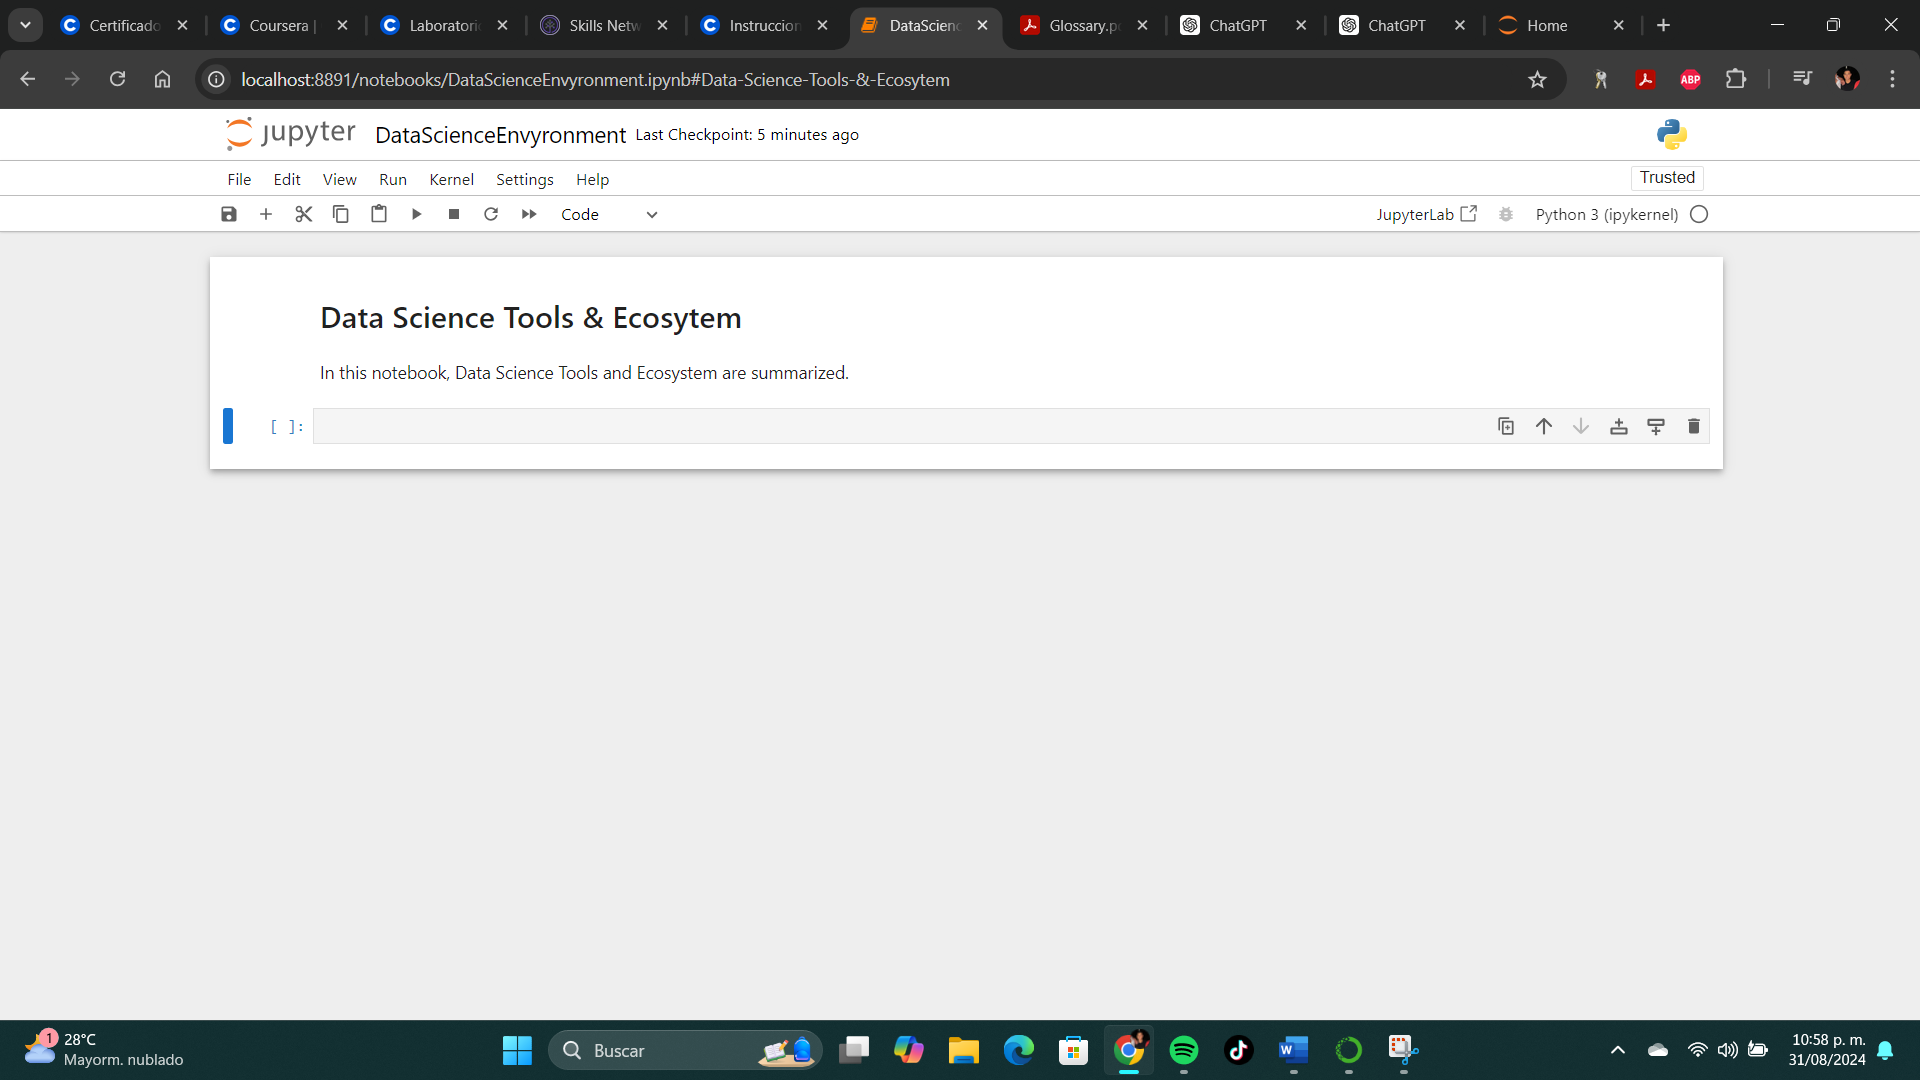 Certificado
Coursera |
Laboratorio
Skills Netw
Instruccion
DataScienc
Glossary.p
ChatGPT
ChatGPT
Home
localhost:8891/notebooks/DataScienceEnvyronment.ipynb#Data-Science-Tools-&-Ecosytem
ABP
jupyter DataScienceEnvyronment Last Checkpoint: 5 minutes ago
File Edit View Run Kernel Settings Help
Trusted
Code
JupyterLab
Python 3 (ipykernel)
Data Science Tools & Ecosytem
In this notebook, Data Science Tools and Ecosystem are summarized.
[ ]:
1
28°C
Mayorm. nublado
Buscar
10:58 p. m.
31/08/2024